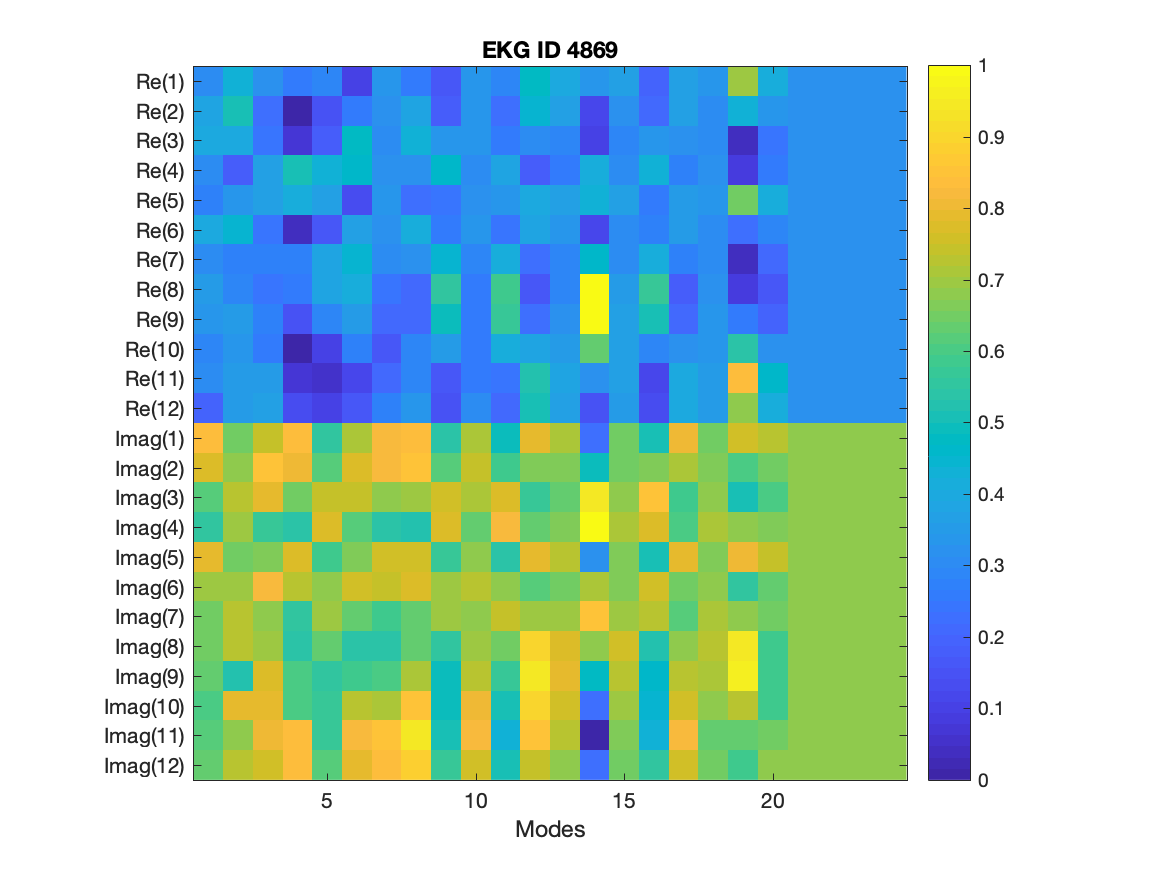 EKG ID 4869
Re(1)
Re(2)
Re(3)
Re(4)
Re(5)
Re(6)
Re(7)
Re(8)
Re(9)
Re(10)
Re(11)
Re(12)
Imag(1)
Imag(2)
Imag(3)
Imag(4)
Imag(5)
Imag(6)
Imag(7)
Imag(8)
Imag(9)
Imag(10)
Imag(11)
Imag(12)
5 10 15 20
Modes
1
0.9
0.8
0.7
0.6
0.5
0.4
0.3
0.2
0.1
0